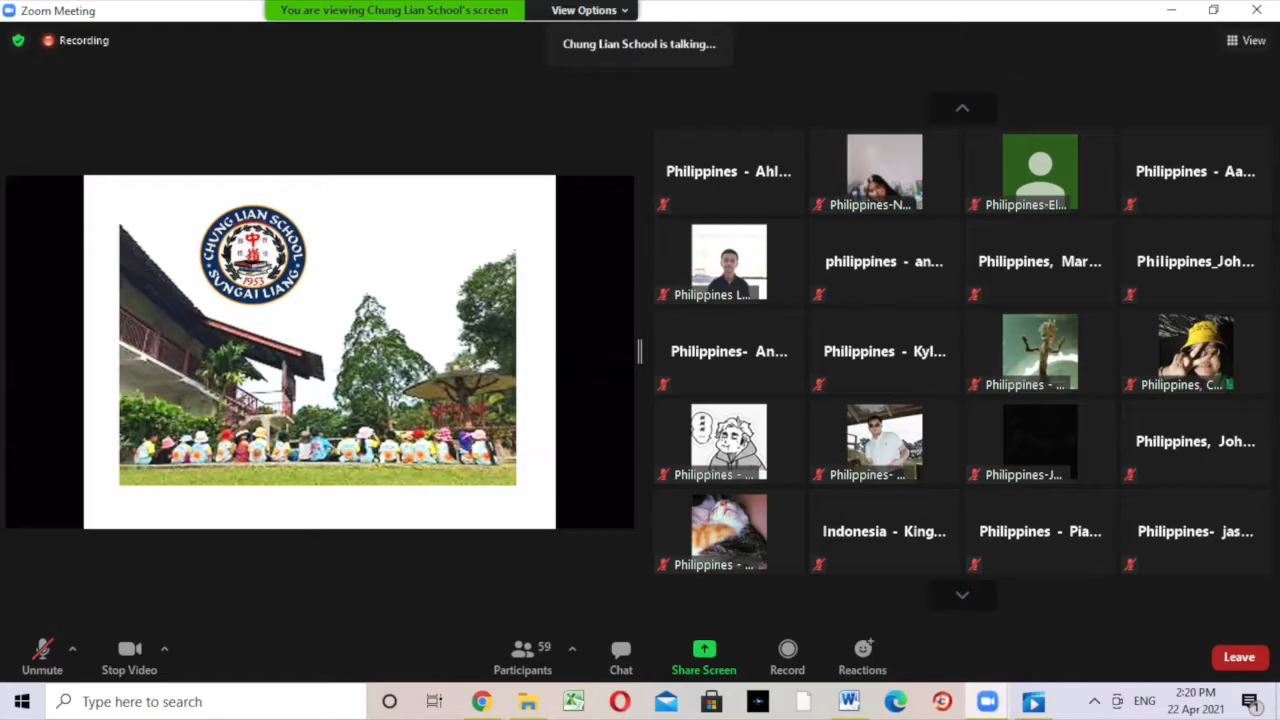 Zoom Meeting
You are viewing Chung Lian School's screen
View Options
Recording
Chung Lian School is talking...
View
CHUNG LIAN SCHOOL
1953
SUNGAI LIANG
Philippines - Ahl...
Philippines-N...
Philippines-El...
Philippines - Aa...
Philippines L...
philippines - an...
Philippines, Mar...
Philippines_Joh...
Philippines- An...
Philippines - Kyl...
Philippines - ...
Philippines, C...
Philippines - ...
Philippines- ...
Philippines-J...
Philippines, Joh...
Philippines - ...
Indonesia - King...
Philippines - Pia...
Philippines- jas...
Unmute
Stop Video
59
Participants
Chat
Share Screen
Record
Reactions
Leave
Type here to search
ENG
2:20 PM
22 Apr 2021
1